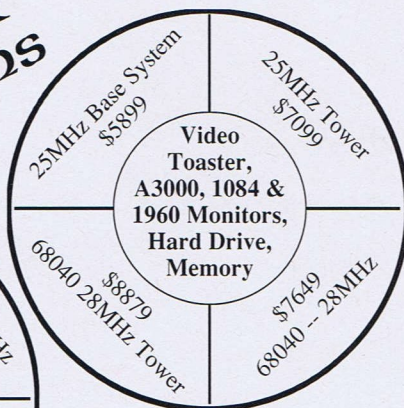 25MHz Base System
$5899
25MHz Tower
$7099
Video
Toaster,
A3000, 1084 &
1960 Monitors,
Hard Drive,
Memory
$8879
68040 28MHz Tower
$7649
68040 -- 28MHz